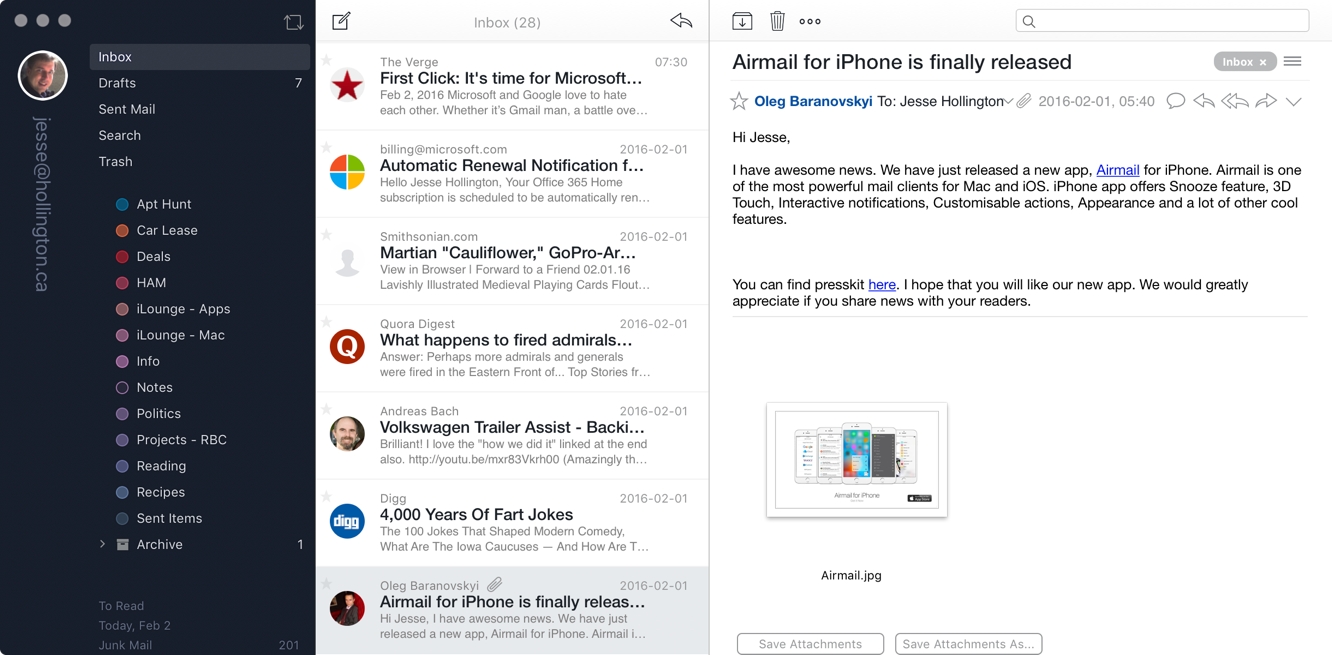 jesse@hollington.ca
Inbox
Drafts 7
Sent Mail
Search
Trash
Apt Hunt
Car Lease
Deals
HAM
iLounge - Apps
iLounge - Mac
Info
Notes
Politics
Projects - RBC
Reading
Recipes
Sent Items
Archive 1
To Read
Today, Feb 2
Junk Mail 201
Inbox (28)
The Verge 07:30
First Click: It's time for Microsoft...
Feb 2, 2016 Microsoft and Google love to hate
each other. Whether it's Gmail man, a battle ove...
billing@microsoft.com 2016-02-01
Automatic Renewal Notification f...
Hello Jesse Hollington, Your Office 365 Home
subscription is scheduled to be automatically ren...
Smithsonian.com 2016-02-01
Martian "Cauliflower," GoPro-Ar...
View in Browser | Forward to a Friend 02.01.16
Lavishly Illustrated Medieval Playing Cards Flout...
Q
Quora Digest 2016-02-01
What happens to fired admirals...
Answer: Perhaps more admirals and generals
were fired in the Eastern Front of... Top Stories fr...
Andreas Bach 2016-02-01
Volkswagen Trailer Assist - Backi...
Brilliant! I love the "how we did it" linked at the end
also. http://youtu.be/mxr83Vkrh00 (Amazingly th...
digg
Digg 2016-02-01
4,000 Years Of Fart Jokes
The 100 Jokes That Shaped Modern Comedy,
What Are The Iowa Caucuses — And How Are T...
Oleg Baranovskyi 2016-02-01
Airmail for iPhone is finally releas...
Hi Jesse, I have awesome news. We have just
released a new app, Airmail for iPhone. Airmail i...
Airmail for iPhone is finally released Inbox ×
Oleg Baranovskyi To: Jesse Hollington 2016-02-01, 05:40
Hi Jesse,
I have awesome news. We have just released a new app, Airmail for iPhone. Airmail is one
of the most powerful mail clients for Mac and iOS. iPhone app offers Snooze feature, 3D
Touch, Interactive notifications, Customisable actions, Appearance and a lot of other cool
features.
You can find presskit here. I hope that you will like our new app. We would greatly
appreciate if you share news with your readers.
Airmail for iPhone
Airmail.jpg
Save Attachments Save Attachments As...